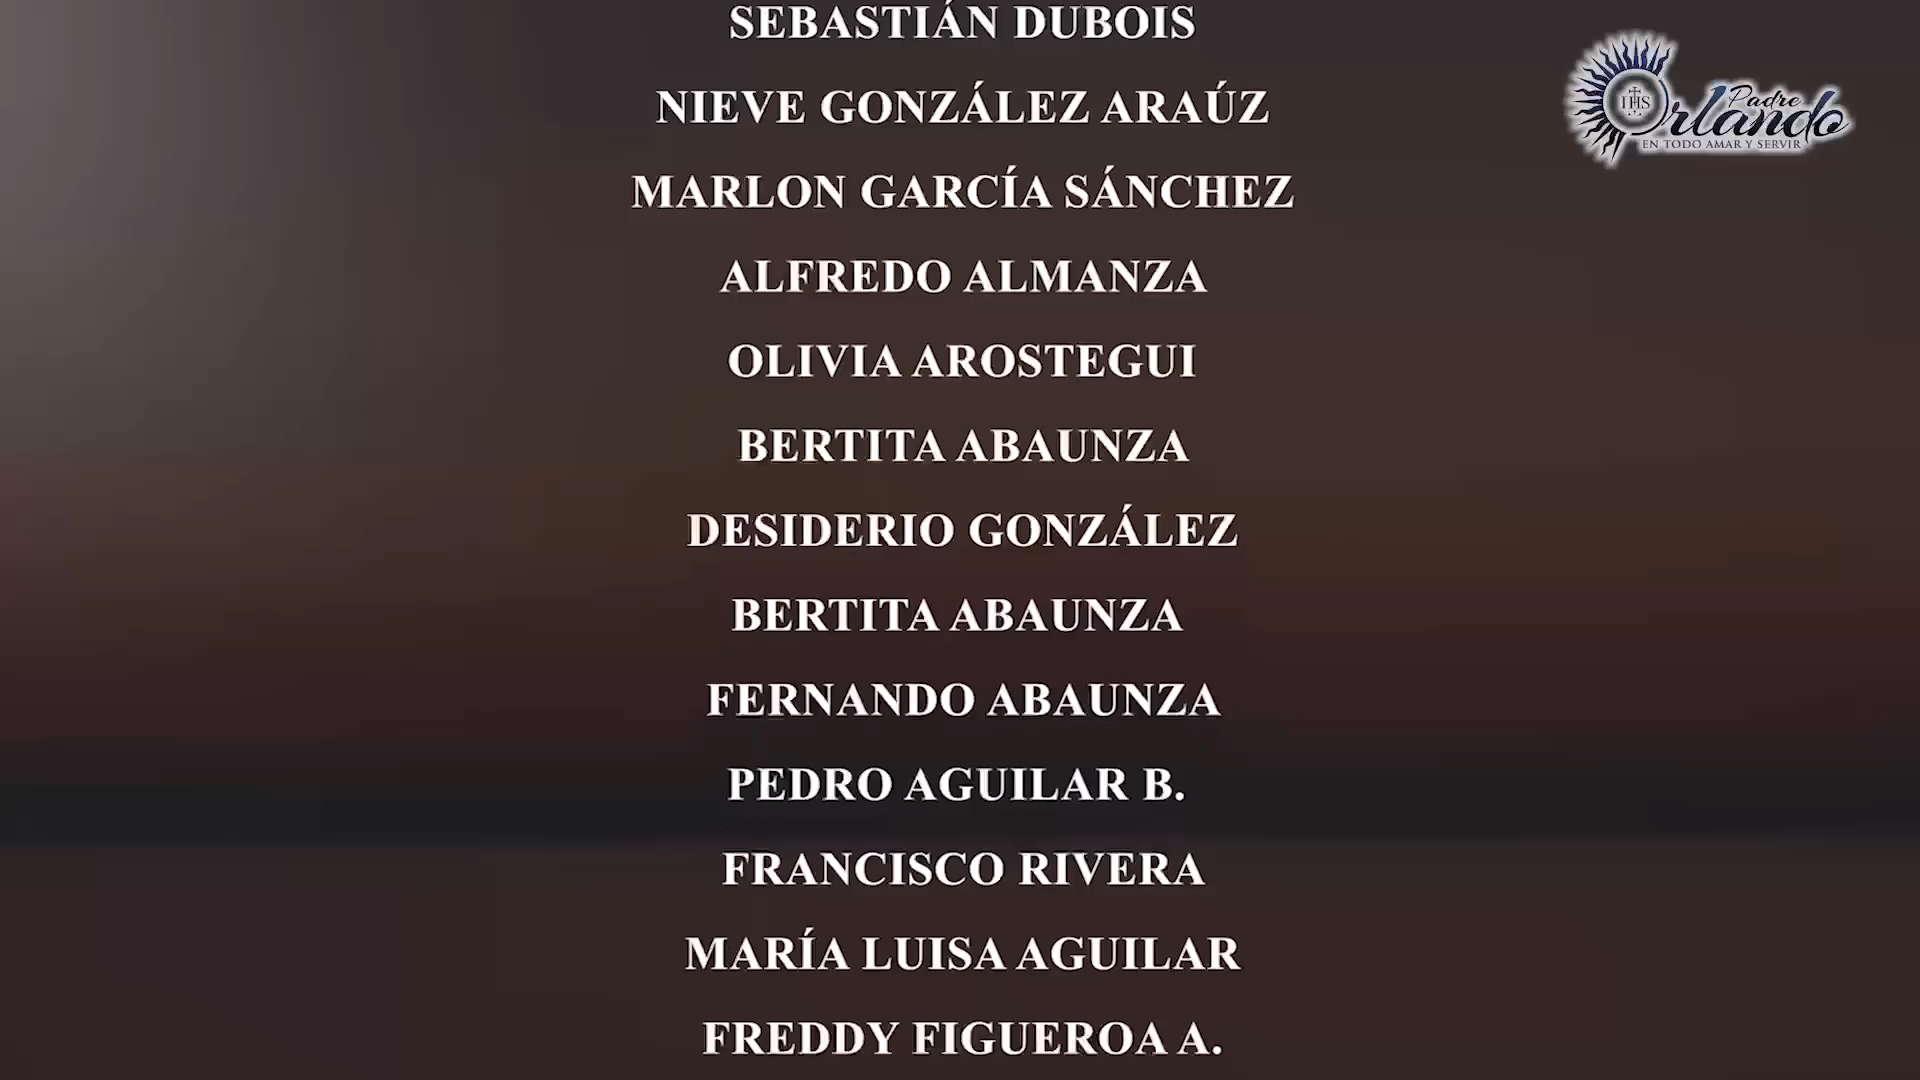 SEBASTIÁN DUBOIS
NIEVE GONZÁLEZ ARAÚZ
MARLON GARCÍA SÁNCHEZ
ALFREDO ALMANZA
OLIVIA AROSTEGUI
BERTITA ABAUNZA
DESIDERIO GONZÁLEZ
BERTITA ABAUNZA
FERNANDO ABAUNZA
PEDRO AGUILAR B.
FRANCISCO RIVERA
MARÍA LUISA AGUILAR
FREDDY FIGUEROA A.
IHS
Padre
Orlando
EN TODO AMAR Y SERVIR